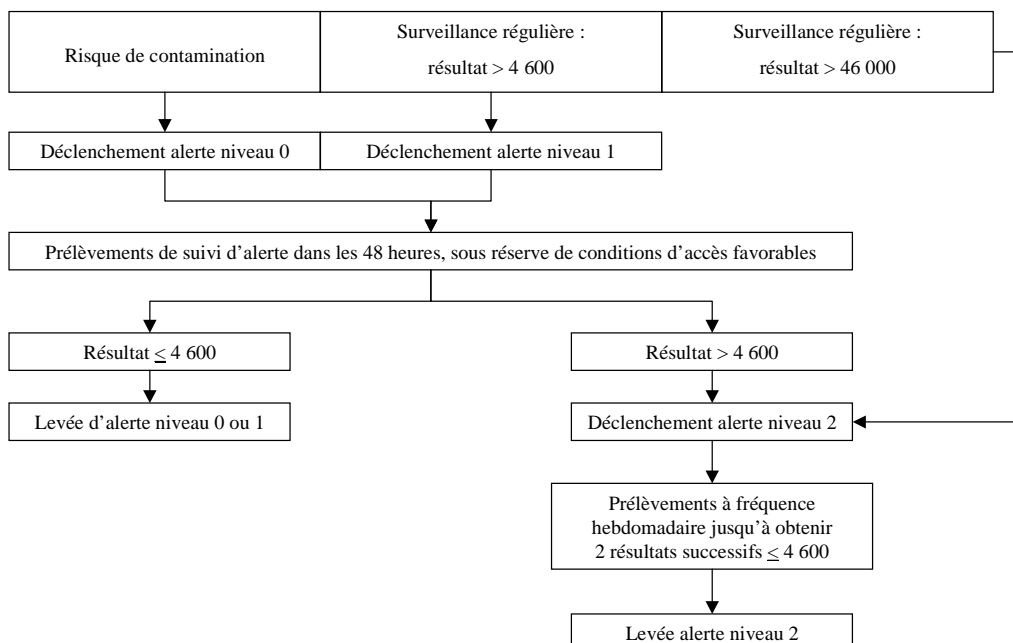 Risque de contamination
Surveillance régulière :
résultat > 4 600
Surveillance régulière :
résultat > 46 000
Déclenchement alerte niveau 0
Déclenchement alerte niveau 1
Prélèvements de suivi d’alerte dans les 48 heures, sous réserve de conditions d’accès favorables
Résultat ≤ 4 600
Résultat > 4 600
Levée d’alerte niveau 0 ou 1
Déclenchement alerte niveau 2
Prélèvements à fréquence
hebdomadaire jusqu’à obtenir
2 résultats successifs ≤ 4 600
Levée alerte niveau 2